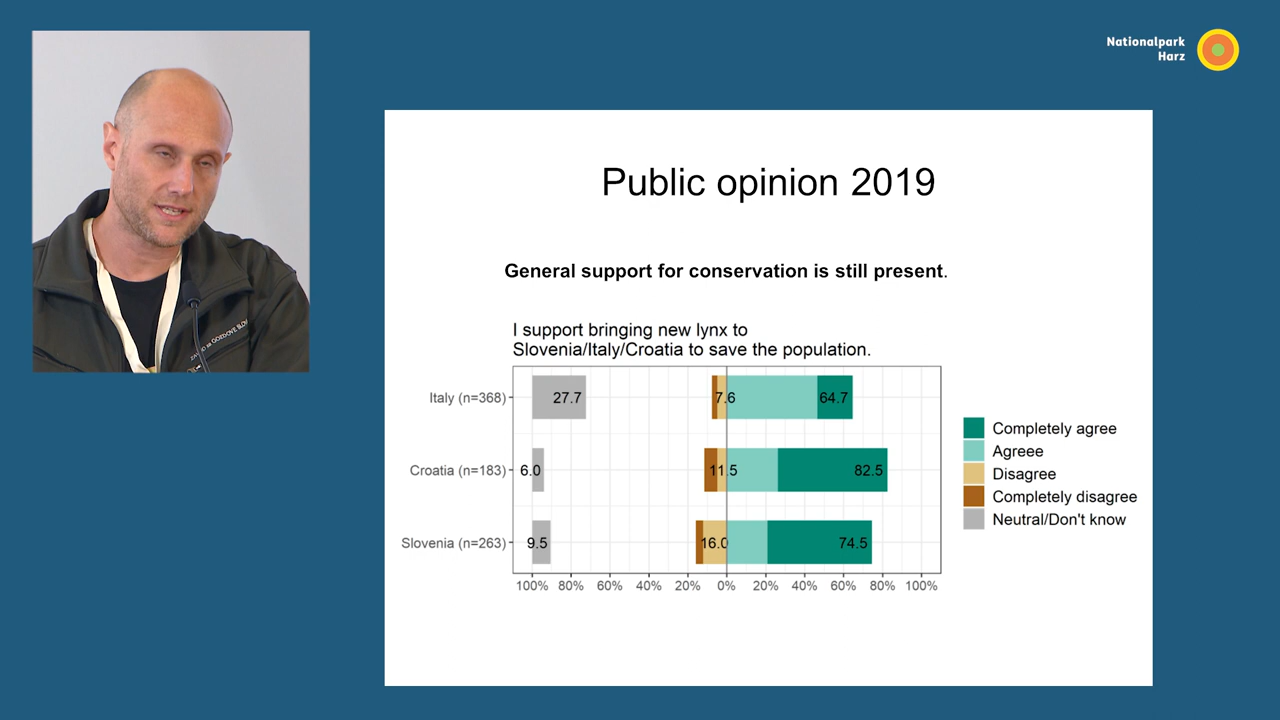 Nationalpark
Harz
Public opinion 2019
General support for conservation is still present.
I support bringing new lynx to
Slovenia/Italy/Croatia to save the population.
Italy (n=368)
27.7
7.6
64.7
Croatia (n=183)
6.0
11.5
82.5
Slovenia (n=263)
9.5
16.0
74.5
100% 80% 60% 40% 20% 0% 20% 40% 60% 80% 100%
Completely agree
Agreee
Disagree
Completely disagree
Neutral/Don't know